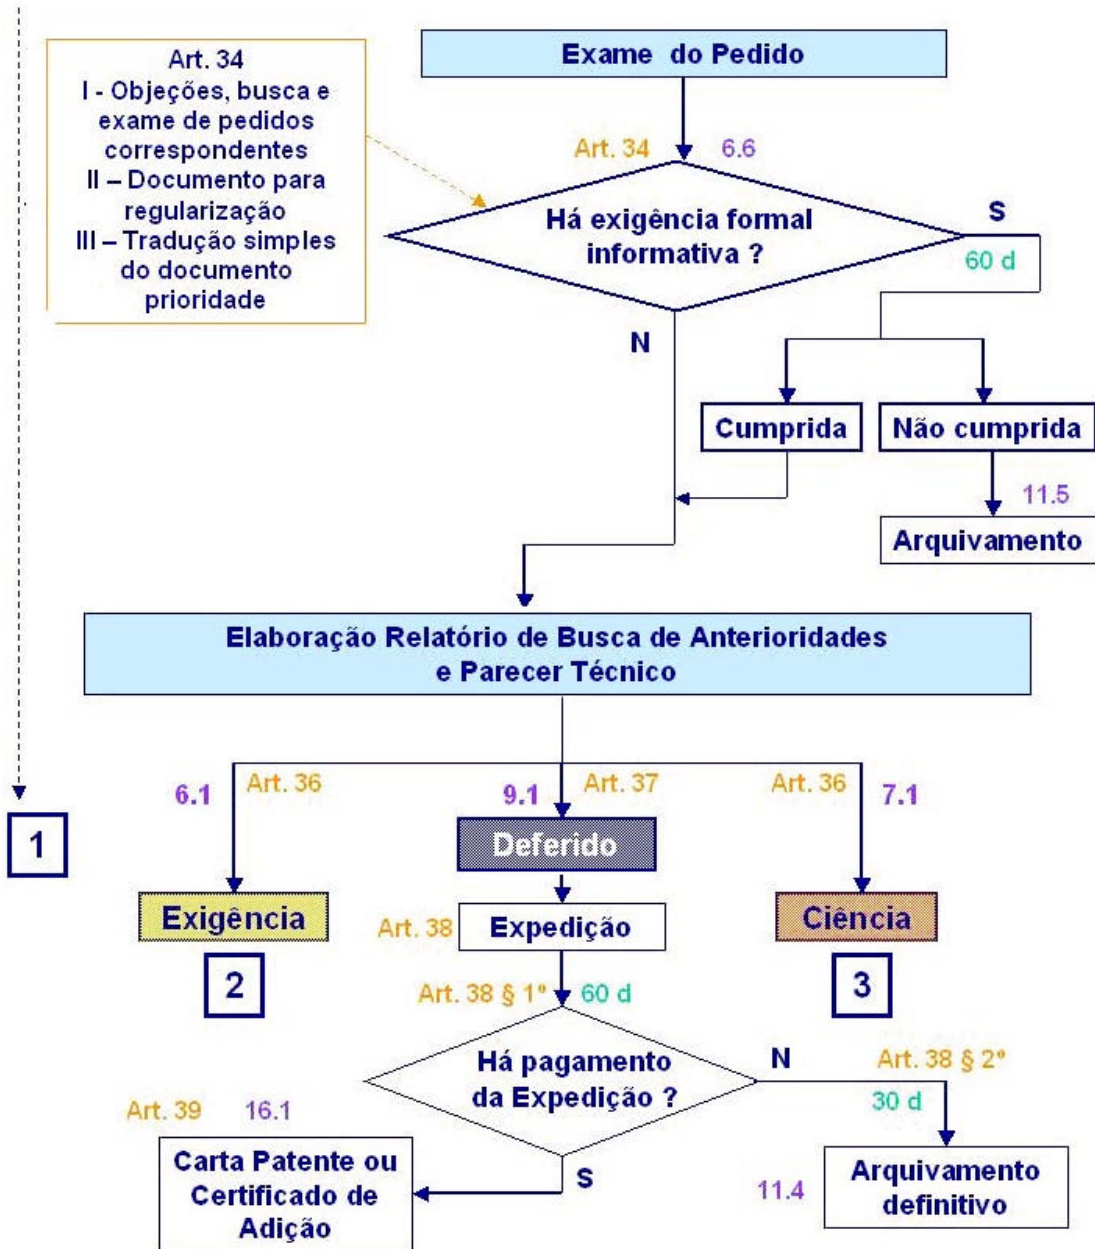 Exame do Pedido
Art. 34
I - Objeções, busca e
exame de pedidos
correspondentes
II – Documento para
regularização
III – Tradução simples
do documento
prioridade
Art. 34
6.6
Há exigência formal
informativa ?
S
60 d
N
Cumprida
Não cumprida
11.5
Arquivamento
Elaboração Relatório de Busca de Anterioridades
e Parecer Técnico
6.1
Art. 36
9.1
Art. 37
Art. 36
7.1
1
Deferido
Exigência
Art. 38
Expedição
Ciência
2
3
Art. 38 § 1º
60 d
Há pagamento
da Expedição ?
N
Art. 38 § 2º
30 d
Art. 39
16.1
Carta Patente ou
Certificado de
Adição
S
11.4
Arquivamento
definitivo